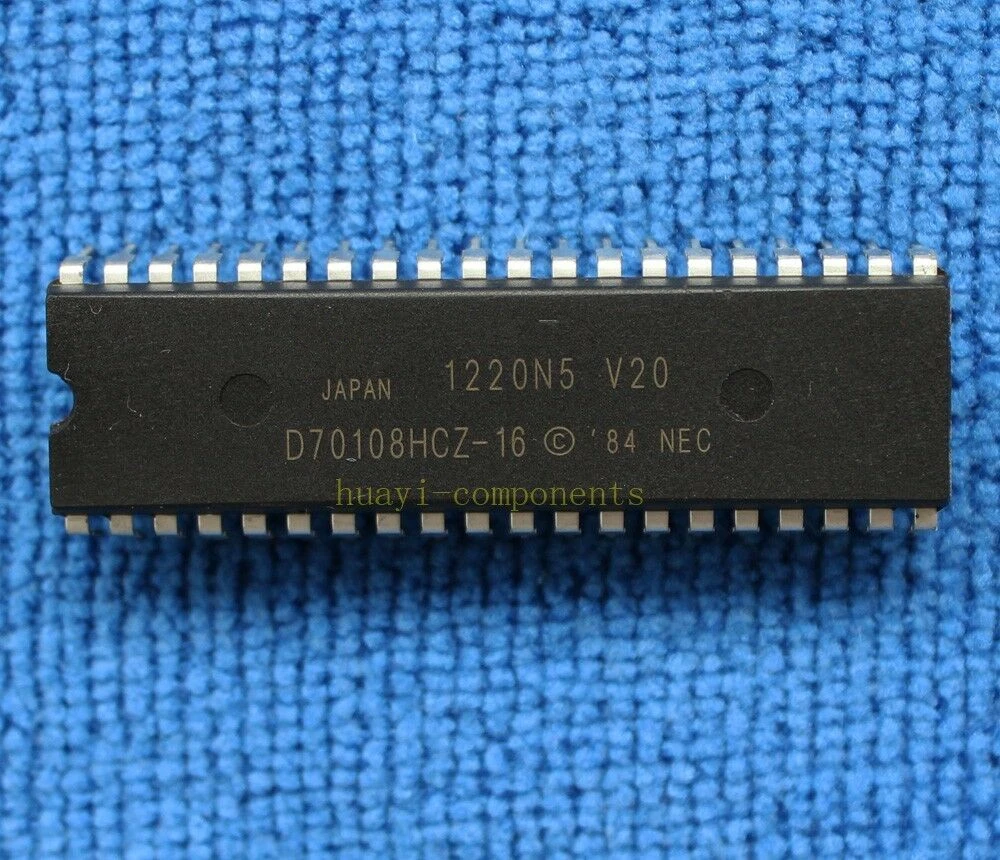 JAPAN 1220N5 V20
D70108HCZ-16 © '84 NEC
huayi-components